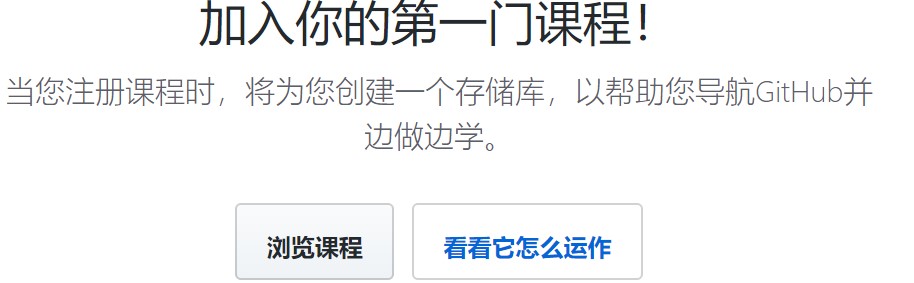 加入你的第一门课程！
当您注册课程时，将为您创建一个存储库，以帮助您导航GitHub并
边做边学。
浏览课程
看看它怎么运作